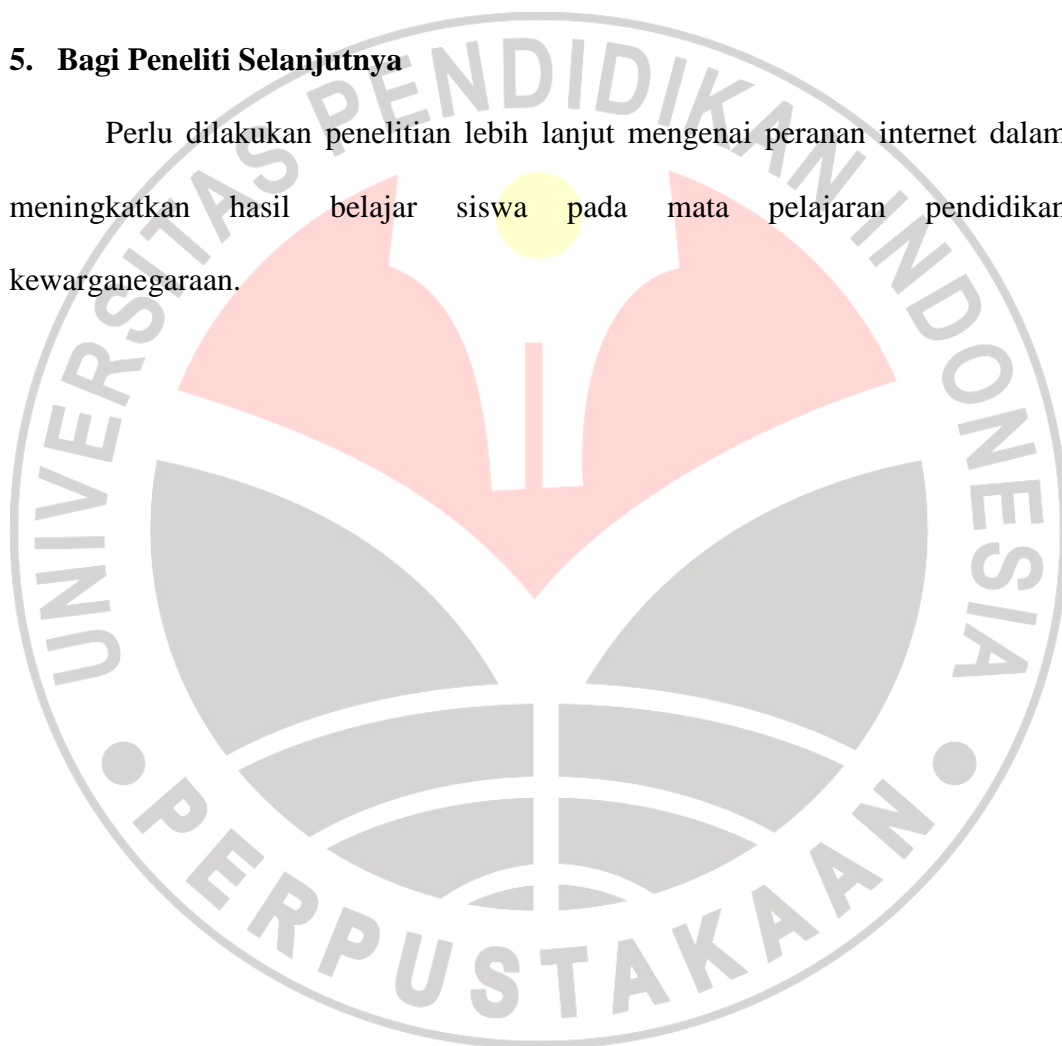 5. Bagi Peneliti Selanjutnya
Perlu dilakukan penelitian lebih lanjut mengenai peranan internet dalam
meningkatkan hasil belajar siswa pada mata pelajaran pendidikan
kewarganegaraan.
UNIVERSITAS PENDIDIKAN INDONESIA
PERPUSTAKAAN